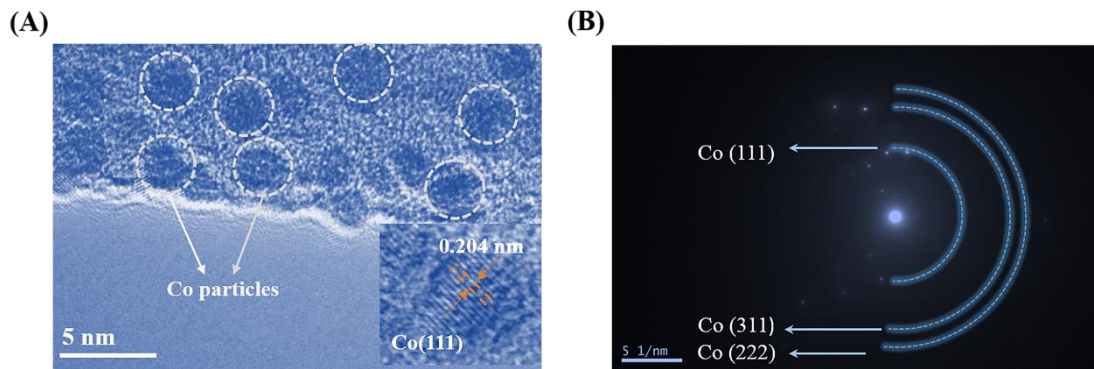 (A)
(B)
0.204 nm
Co particles
5 nm
Co(111)
Co (111)
Co (311)
Co (222)
5 1/nm